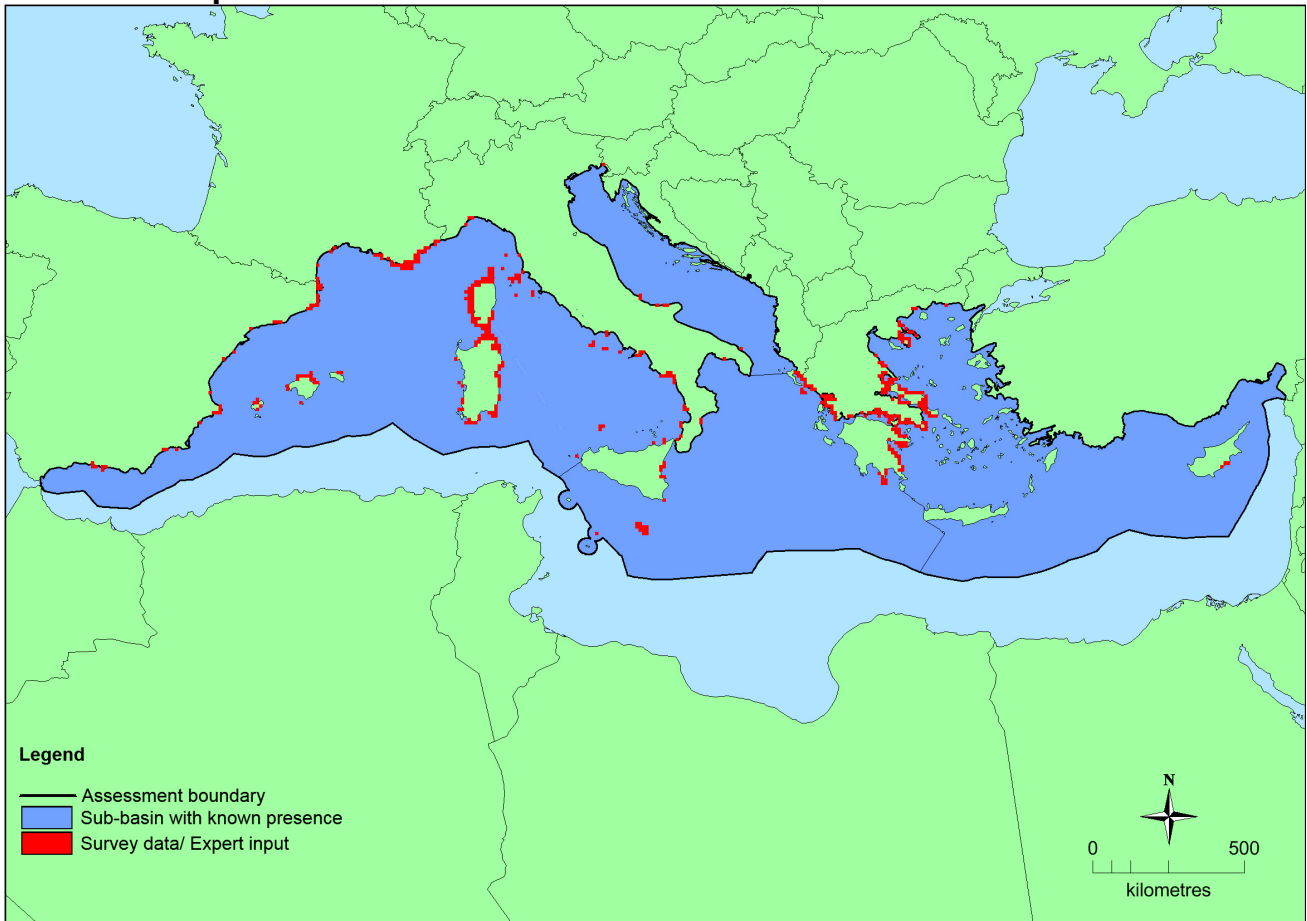 Legend
Assessment boundary
Sub-basin with known presence
Survey data/ Expert input
N
0 500
kilometres